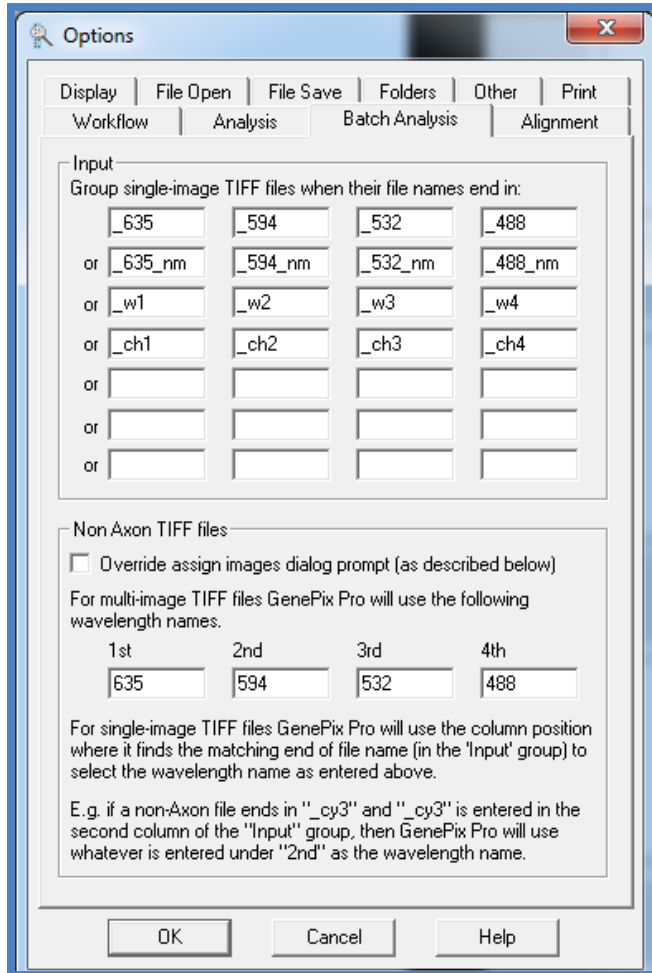 Options
Display File Open File Save Folders Other Print
Workflow Analysis Batch Analysis Alignment
Input
Group single-image TIFF files when their file names end in:
_635 _594 _532 _488
or _635_nm _594_nm _532_nm _488_nm
or _w1 _w2 _w3 _w4
or _ch1 _ch2 _ch3 _ch4
or
or
or
Non Axon TIFF files
Override assign images dialog prompt (as described below)
For multi-image TIFF files GenePix Pro will use the following
wavelength names.
1st 2nd 3rd 4th
635 594 532 488
For single-image TIFF files GenePix Pro will use the column position
where it finds the matching end of file name (in the 'Input' group) to
select the wavelength name as entered above.
E.g. if a non-Axon file ends in "_cy3" and "_cy3" is entered in the
second column of the "Input" group, then GenePix Pro will use
whatever is entered under "2nd" as the wavelength name.
OK Cancel Help